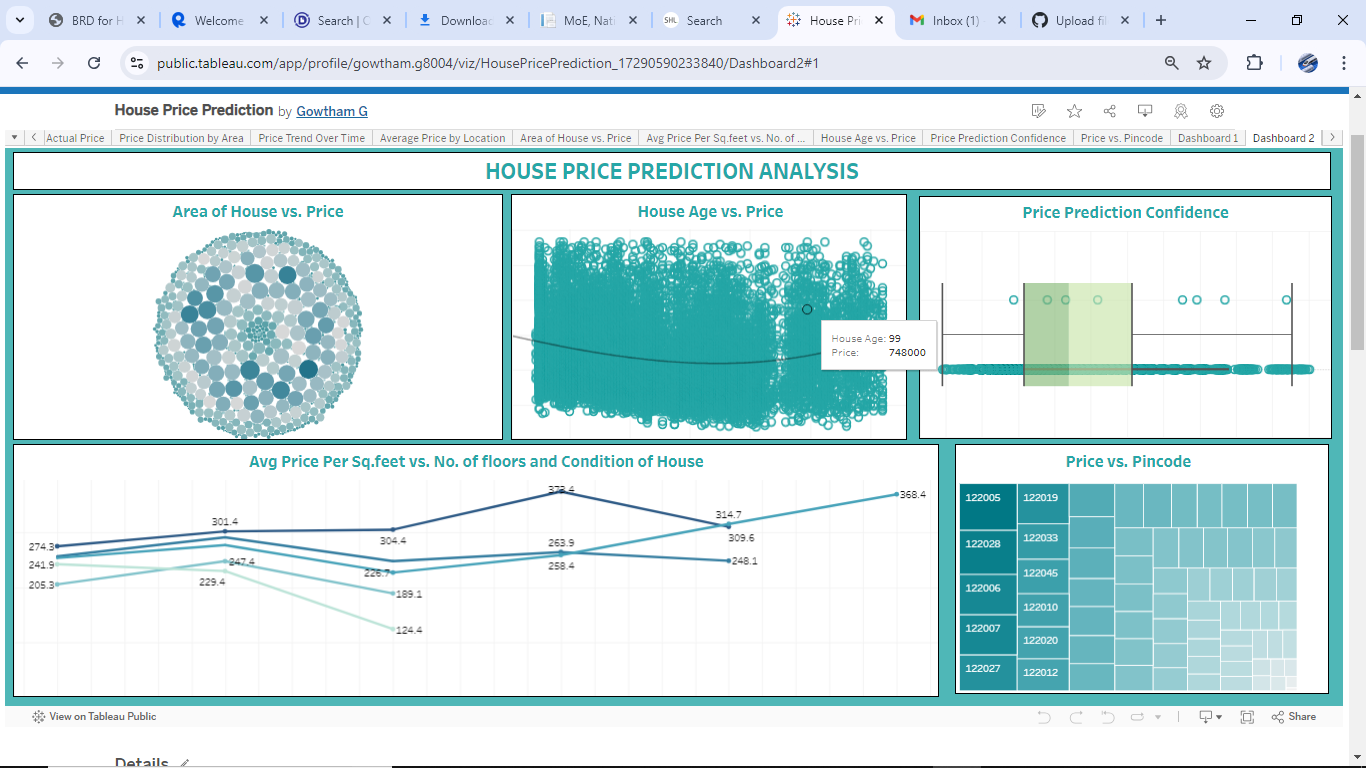 BRD for H
Welcome
Search | C
Downloac
MoE, Nati
SHL
Search
House Pri
Inbox (1)
Upload fil
public.tableau.com/app/profile/gowtham.g8004/viz/HousePricePrediction_17290590233840/Dashboard2#1
House Price Prediction by Gowtham G
Actual Price
Price Distribution by Area
Price Trend Over Time
Average Price by Location
Area of House vs. Price
Avg Price Per Sq.feet vs. No. of ...
House Age vs. Price
Price Prediction Confidence
Price vs. Pincode
Dashboard 1
Dashboard 2
HOUSE PRICE PREDICTION ANALYSIS
Area of House vs. Price
House Age vs. Price
House Age: 99
Price: 748000
Price Prediction Confidence
Avg Price Per Sq.feet vs. No. of floors and Condition of House
274.3
241.9
205.3
301.4
247.4
229.4
304.4
226.7
189.1
124.4
373.4
263.9
258.4
314.7
309.6
248.1
368.4
Price vs. Pincode
122005
122028
122006
122007
122027
122019
122033
122045
122010
122020
122012
View on Tableau Public
Share
Details